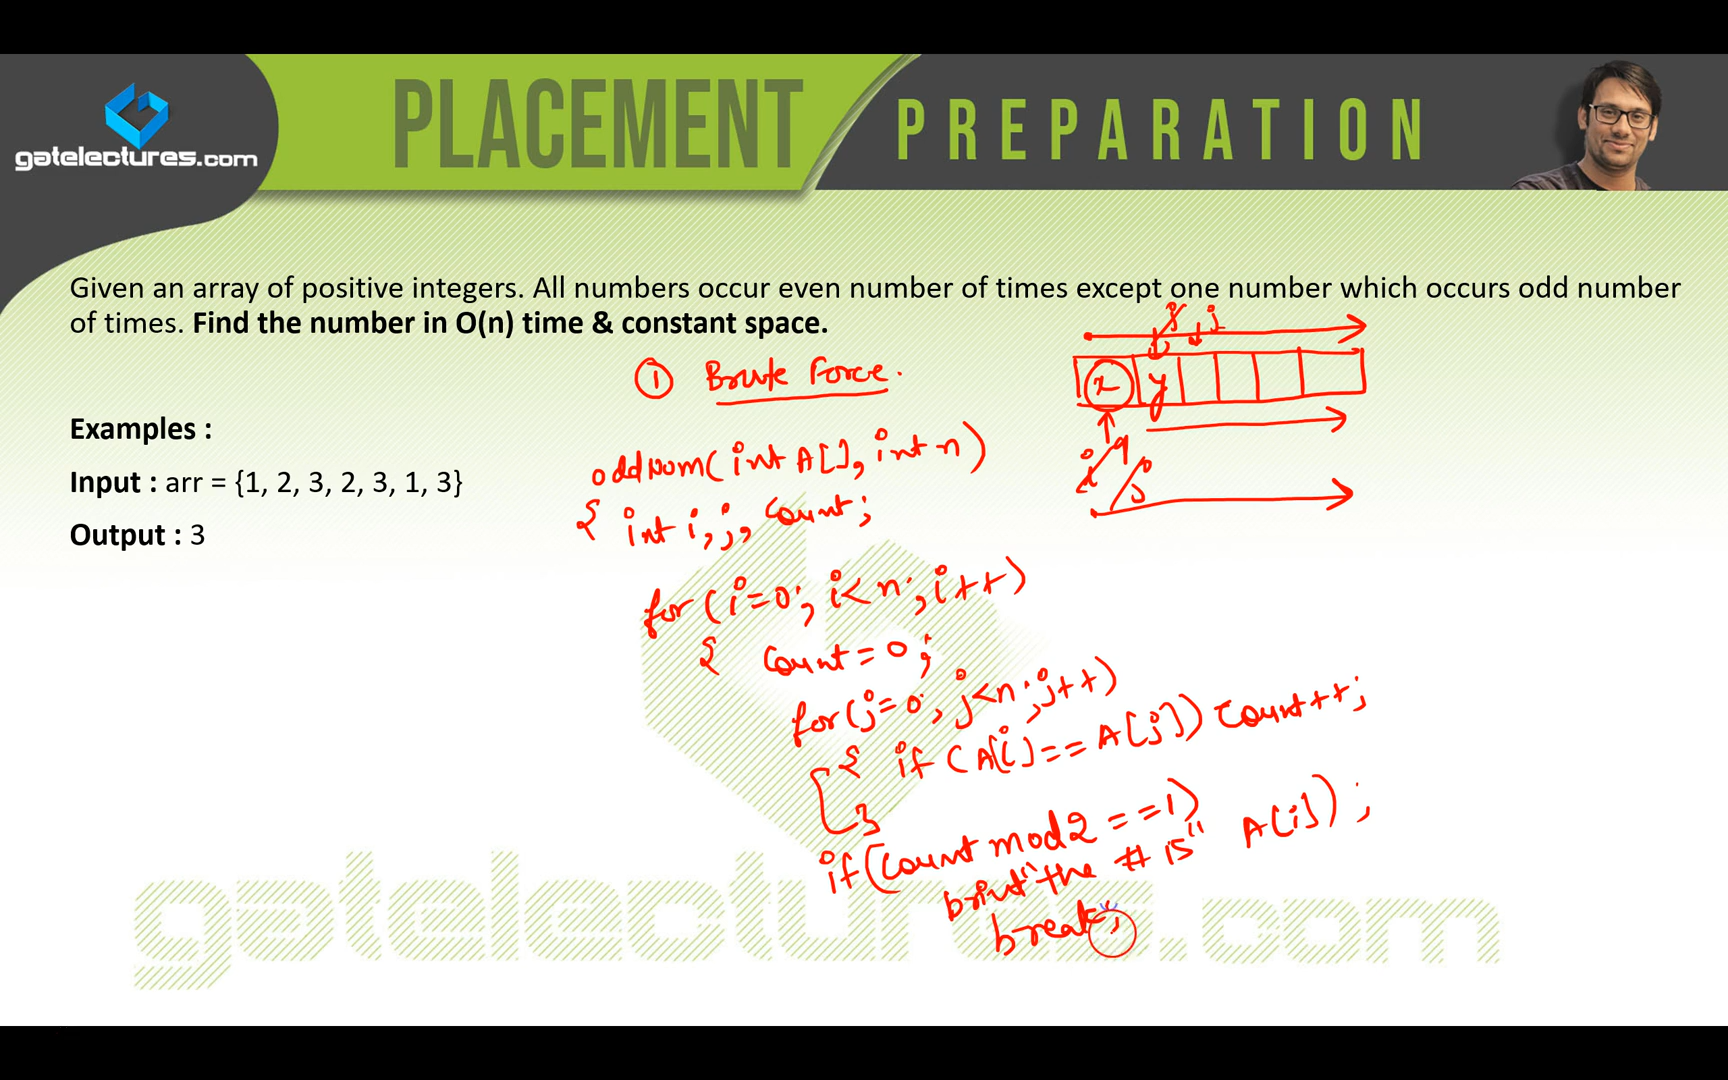 gatelectures.com
PLACEMENT
PREPARATION
Given an array of positive integers. All numbers occur even number of times except one number which occurs odd number
of times. Find the number in O(n) time & constant space.
① Brute Force.
j j
x y
i
Examples :
Input : arr = {1, 2, 3, 2, 3, 1, 3}
Output : 3
oddNum(int A[], int n)
{ int i, j, count;
for (i=0; i<n; i++)
{ count=0;
for(j=0; j<n; j++)
{ if (A[i]==A[j]) count++;
}
if(count mod 2 ==1)
print "the # is" A[i]);
break;
gatelectures.com